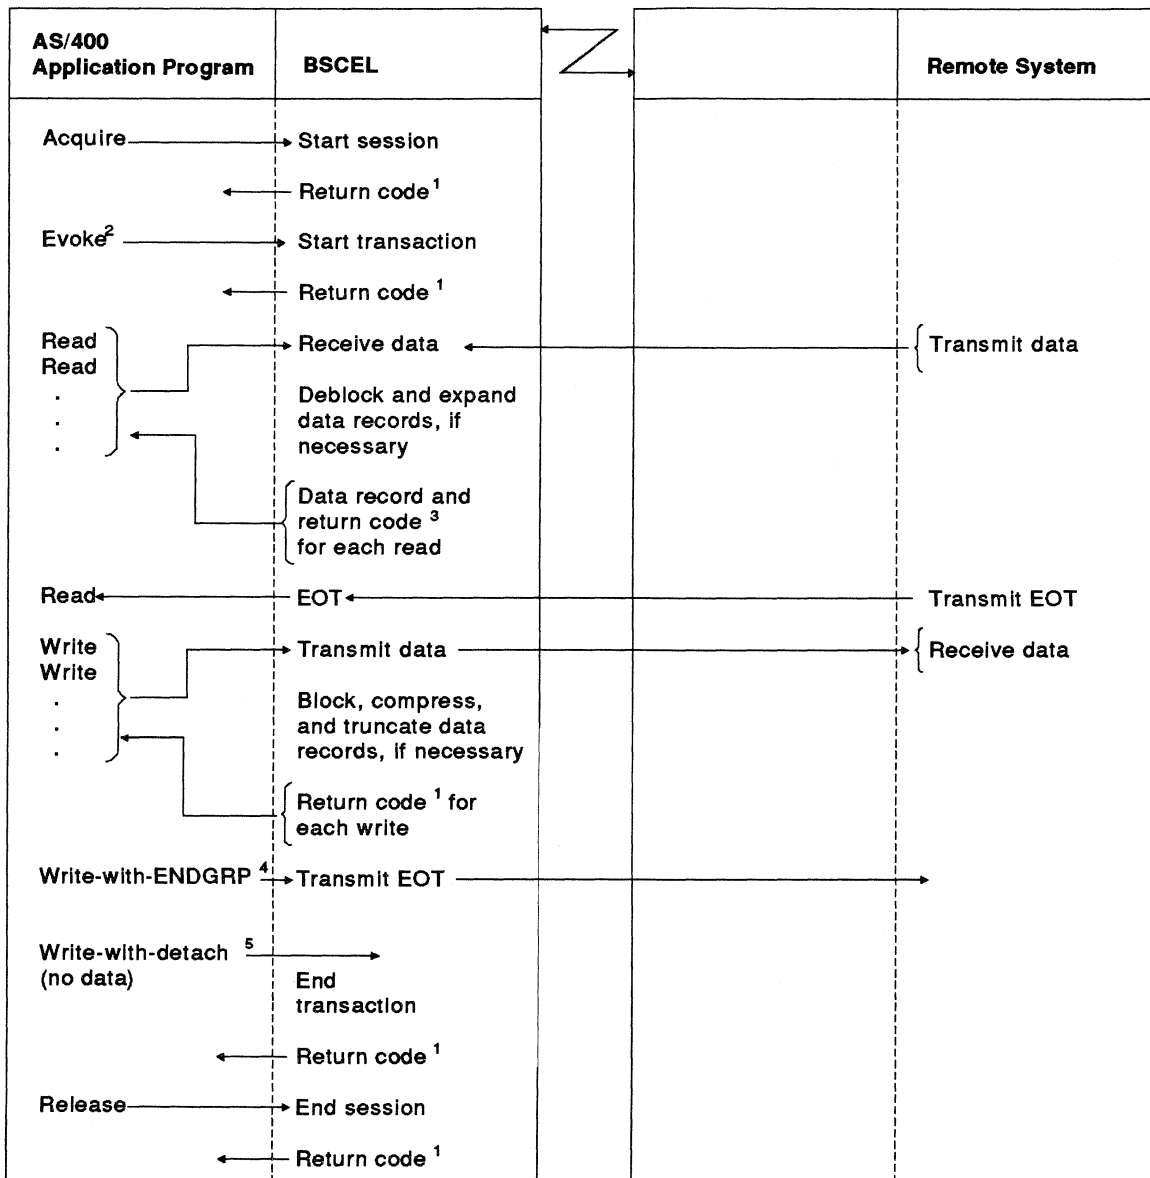 AS/400
Application Program
BSCEL
Remote System
Acquire
Start session
Return code 1
Evoke2
Start transaction
Return code 1
Read
Read
.
.
.
Receive data
Transmit data
Deblock and expand
data records, if
necessary
Data record and
return code 3
for each read
Read
EOT
Transmit EOT
Write
Write
.
.
.
Transmit data
Receive data
Block, compress,
and truncate data
records, if necessary
Return code 1 for
each write
Write-with-ENDGRP 4
Transmit EOT
Write-with-detach 5
(no data)
End
transaction
Return code 1
Release
End session
Return code 1